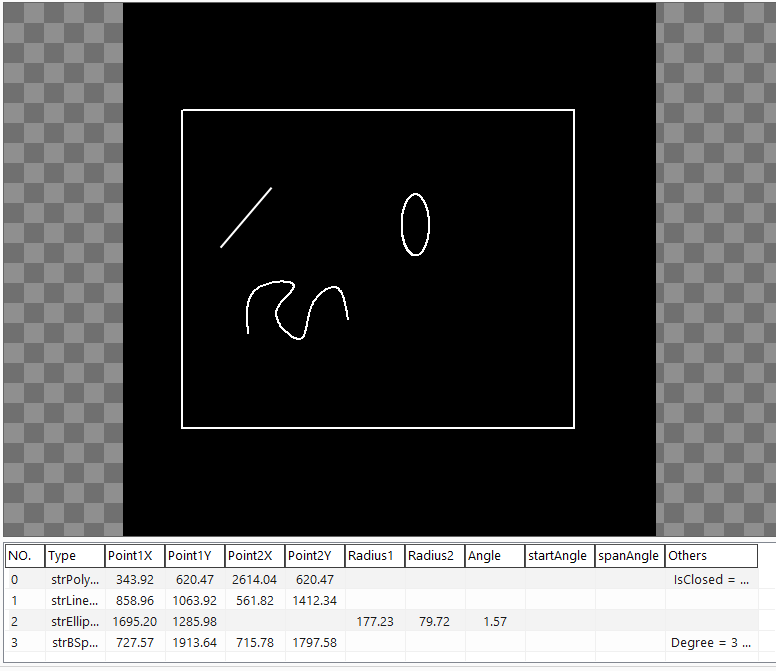 NO. Type Point1X Point1Y Point2X Point2Y Radius1 Radius2 Angle startAngle spanAngle Others
0 strPoly... 343.92 620.47 2614.04 620.47 IsClosed = ...
1 strLine... 858.96 1063.92 561.82 1412.34
2 strEllip... 1695.20 1285.98 177.23 79.72 1.57
3 strBSp... 727.57 1913.64 715.78 1797.58 Degree = 3 ...